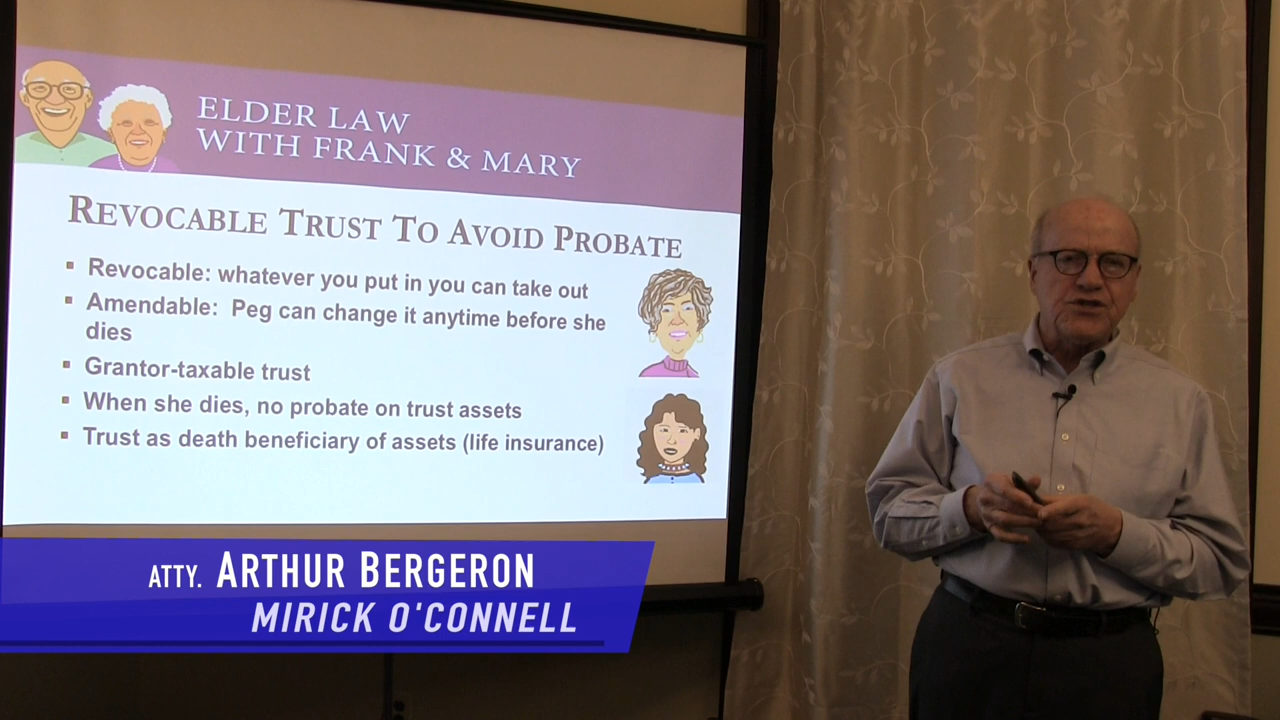 ELDER LAW
WITH FRANK & MARY
REVOCABLE TRUST TO AVOID PROBATE
▪ Revocable: whatever you put in you can take out
▪ Amendable: Peg can change it anytime before she
dies
▪ Grantor-taxable trust
▪ When she dies, no probate on trust assets
▪ Trust as death beneficiary of assets (life insurance)
ATTY. ARTHUR BERGERON
MIRICK O'CONNELL